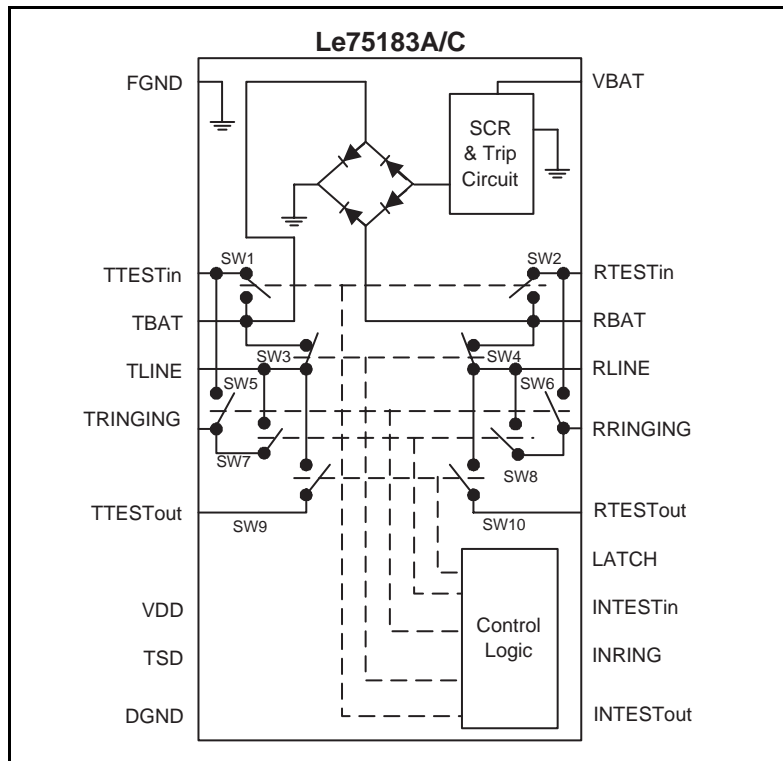 Le75183A/C
FGND
VBAT
SCR
& Trip
Circuit
SW1
SW2
TTESTin
RTESTin
TBAT
RBAT
SW3
SW4
TLINE
RLINE
SW5
SW6
TRINGING
RRINGING
SW7
SW8
TTESTout
RTESTout
SW9
SW10
LATCH
VDD
INTESTin
Control
Logic
TSD
INRING
DGND
INTESTout